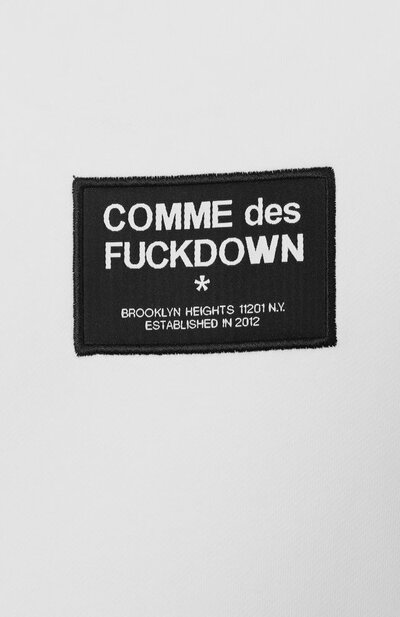 COMME des
FUCKDOWN
*
BROOKLYN HEIGHTS 11201 N.Y.
ESTABLISHED IN 2012